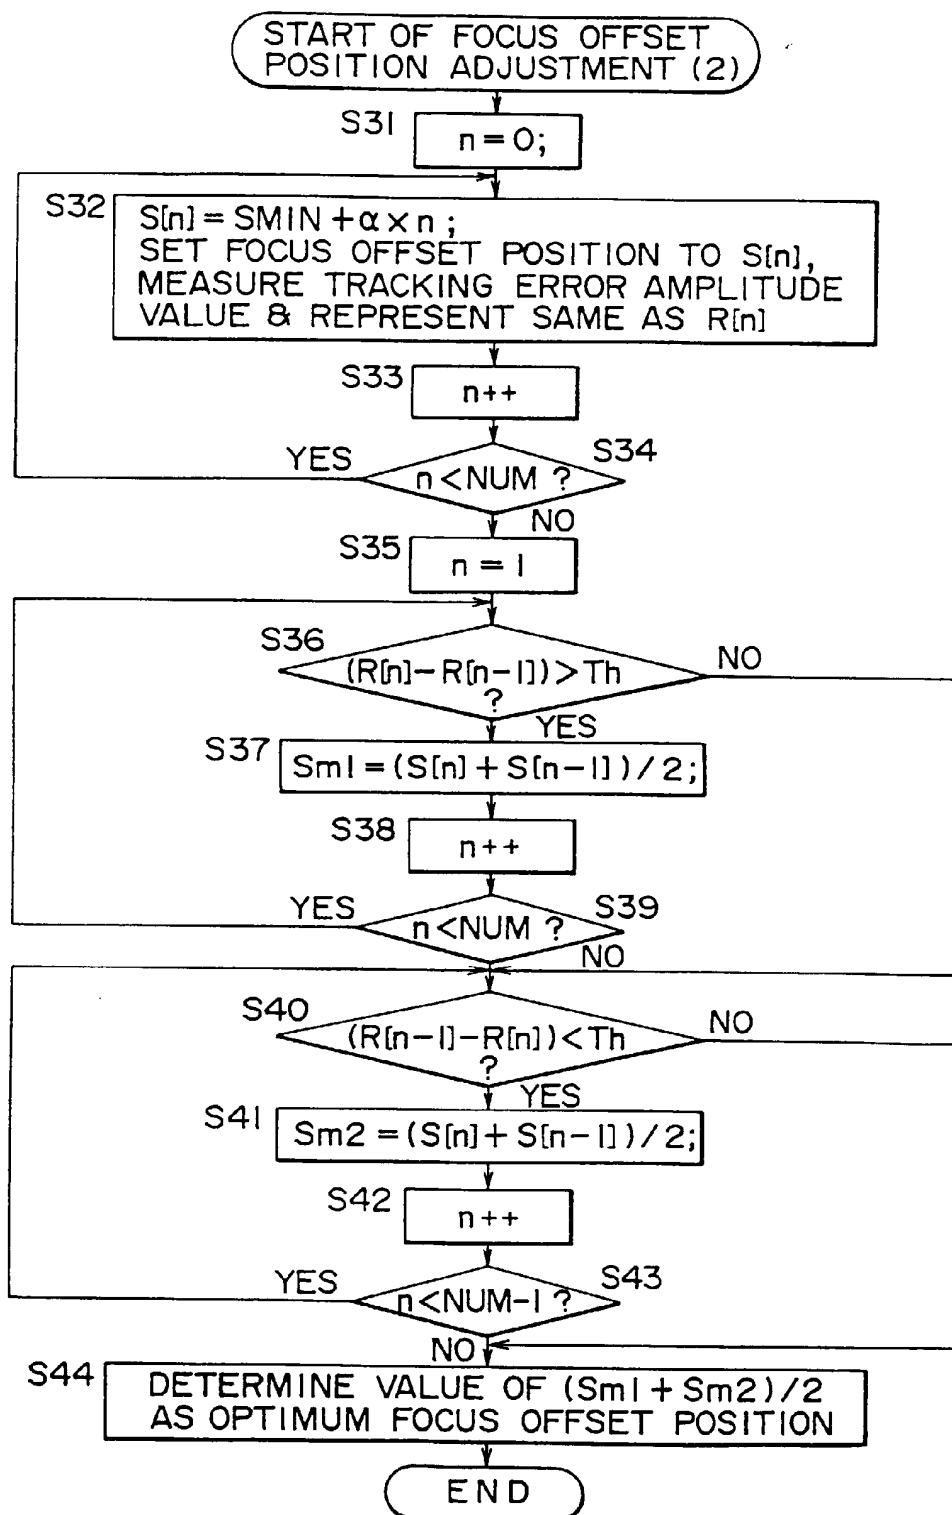 START OF FOCUS OFFSET
POSITION ADJUSTMENT (2)
S31
n = 0;
S32
S[n] = SMIN + α × n ;
SET FOCUS OFFSET POSITION TO S[n],
MEASURE TRACKING ERROR AMPLITUDE
VALUE & REPRESENT SAME AS R[n]
S33
n++
S34
YES
n < NUM ?
NO
S35
n = 1
S36
(R[n] - R[n-1]) > Th
?
NO
YES
S37
Sm1 = (S[n] + S[n-1]) / 2;
S38
n++
YES
S39
n < NUM ?
NO
S40
(R[n-1] - R[n]) < Th
?
NO
YES
S41
Sm2 = (S[n] + S[n-1]) / 2;
S42
n++
YES
S43
n < NUM-1 ?
NO
S44
DETERMINE VALUE OF (Sm1 + Sm2)/2
AS OPTIMUM FOCUS OFFSET POSITION
END